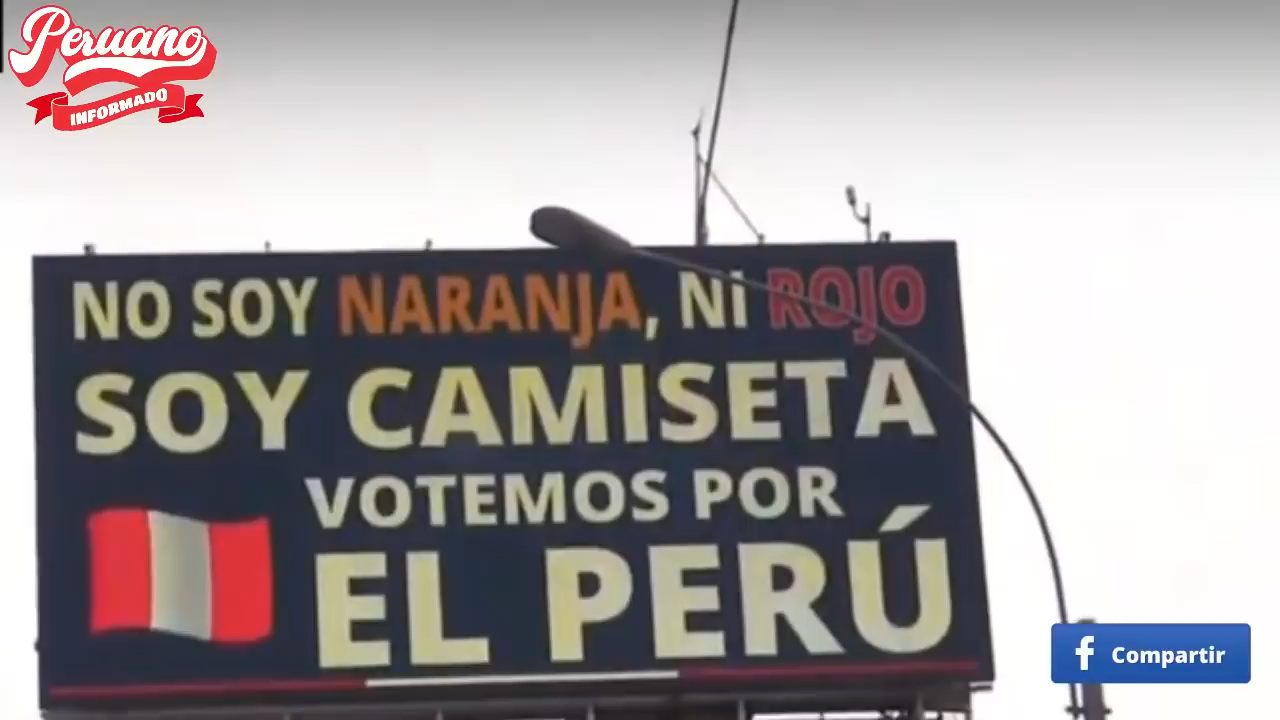 Peruano
INFORMADO
NO SOY NARANJA, NI ROJO
SOY CAMISETA
VOTEMOS POR
EL PERÚ
f Compartir